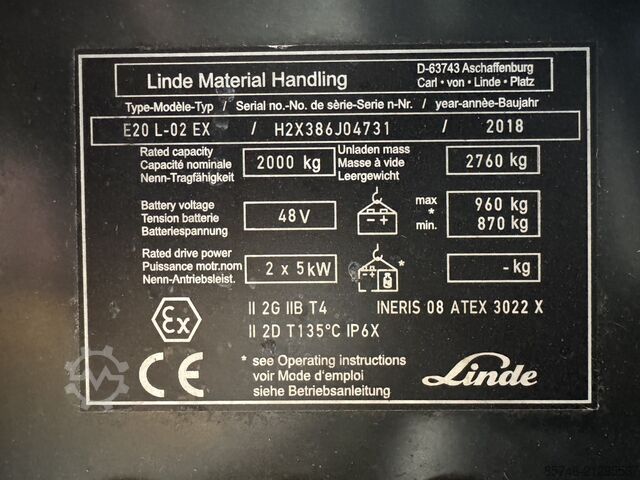 Linde Material Handling
D-63743 Aschaffenburg
Carl - von - Linde - Platz
Type-Modèle-Typ / Serial no.-No. de sèrie-Serie n-Nr. / year-annèe-Baujahr
E20 L-02 EX / H2X386J04731 / 2018
Rated capacity
Capacité nominale
Nenn-Tragfähigkeit
2000 kg
Unladen mass
Masse à vide
Leergewicht
2760 kg
Battery voltage
Tension batterie
Batteriespannung
48V
- +
max
*
min.
960 kg
870 kg
Rated drive power
Puissance motr.nom
Nenn-Antriebsleist.
2 x 5kW
- +
*
-kg
Ex
II 2G IIB T4
II 2D T135°C IP6X
INERIS 08 ATEX 3022 X
CE
* see Operating instructions
voir Mode d'emploi
siehe Betriebsanleitung
Linde